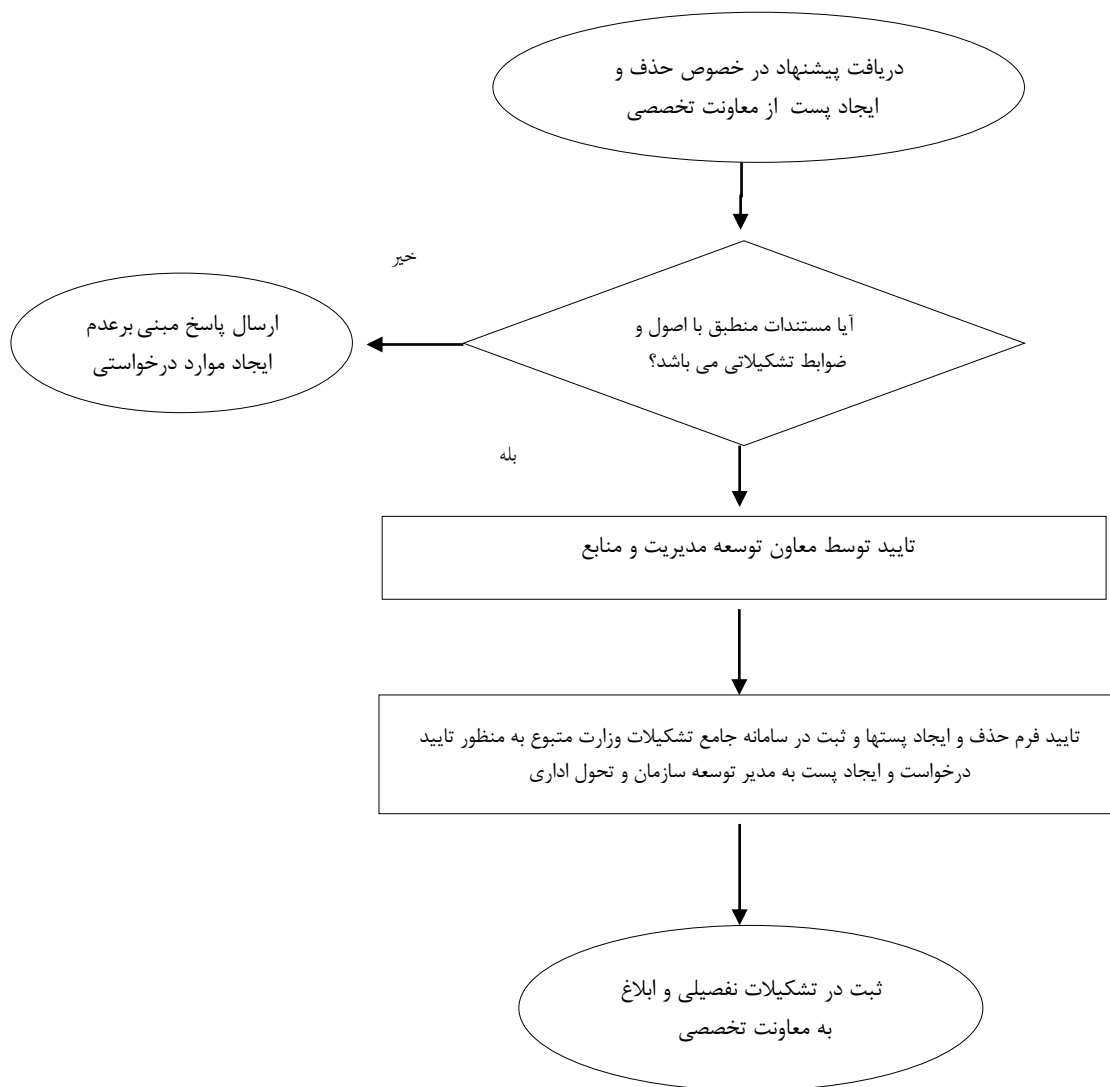 دریافت پیشنهاد در خصوص حذف و
ایجاد پست از معاونت تخصصی
خیر
آیا مستندات منطبق با اصول و
ضوابط تشکیلاتی می باشد؟
ارسال پاسخ مبنی برعدم
ایجاد موارد درخواستی
بله
تایید توسط معاون توسعه مدیریت و منابع
تایید فرم حذف و ایجاد پستها و ثبت در سامانه جامع تشکیلات وزارت متبوع به منظور تایید
درخواست و ایجاد پست به مدیر توسعه سازمان و تحول اداری
ثبت در تشکیلات نفصیلی و ابلاغ
به معاونت تخصصی